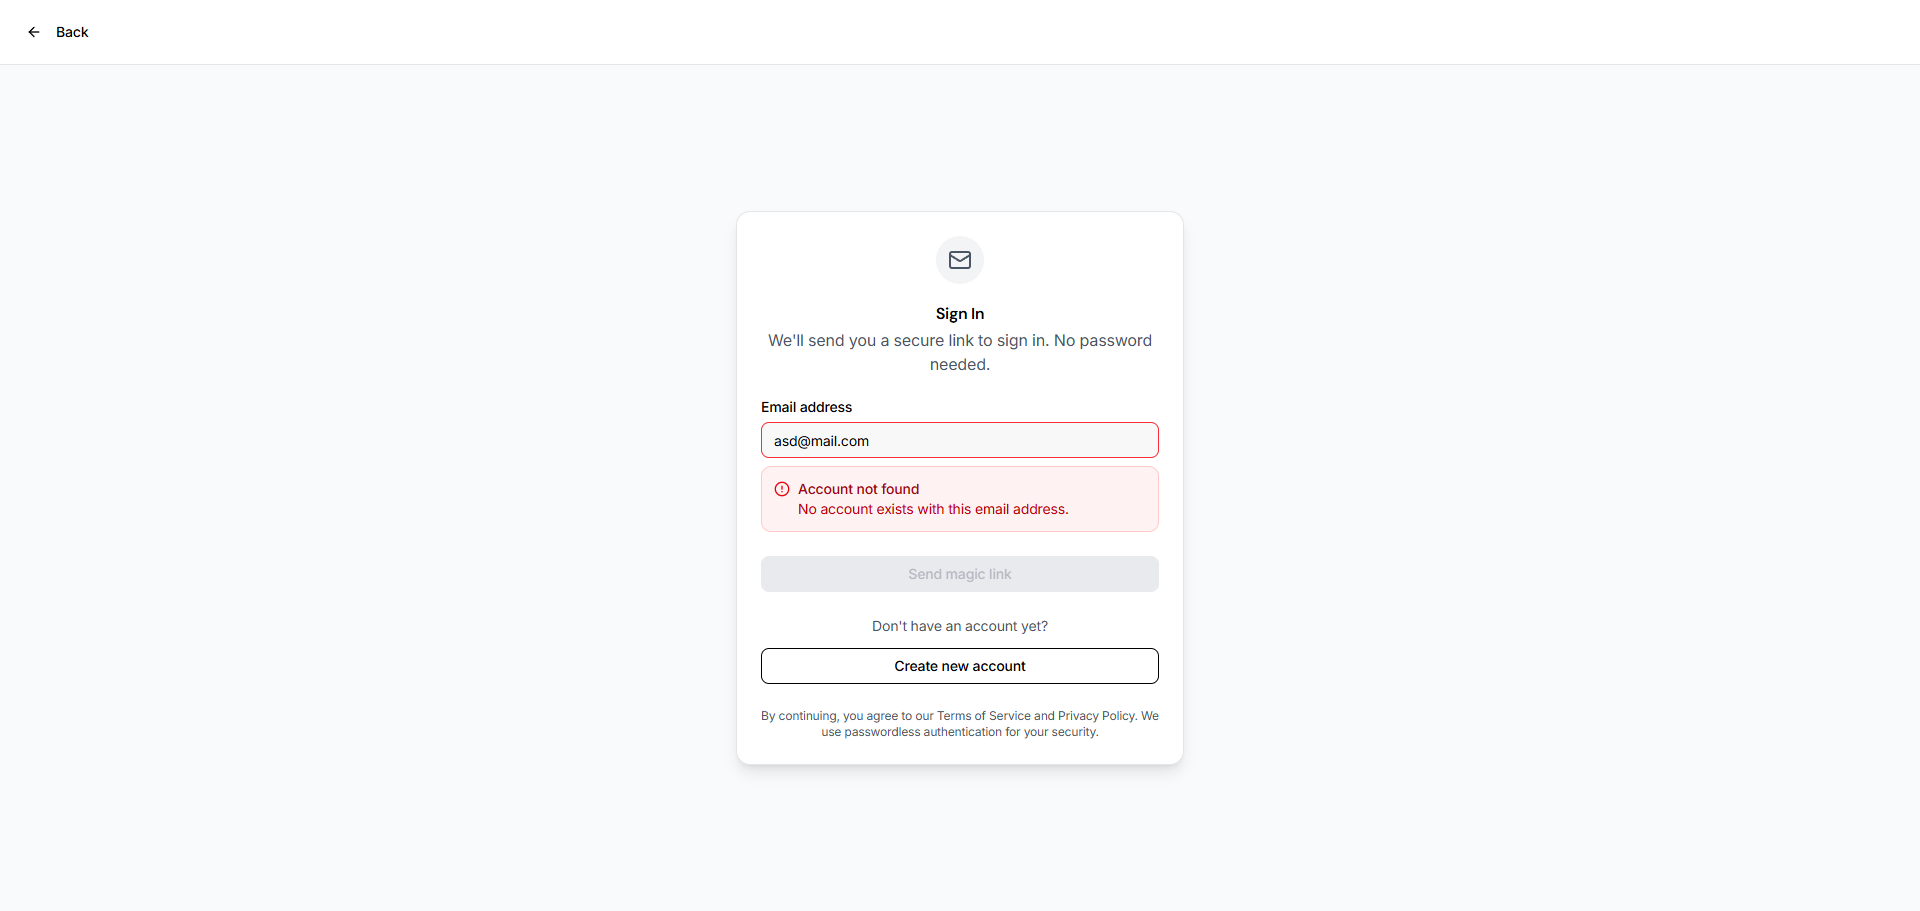 Back
Sign In
We'll send you a secure link to sign in. No password
needed.
Email address
asd@mail.com
Account not found
No account exists with this email address.
Send magic link
Don't have an account yet?
Create new account
By continuing, you agree to our Terms of Service and Privacy Policy. We
use passwordless authentication for your security.